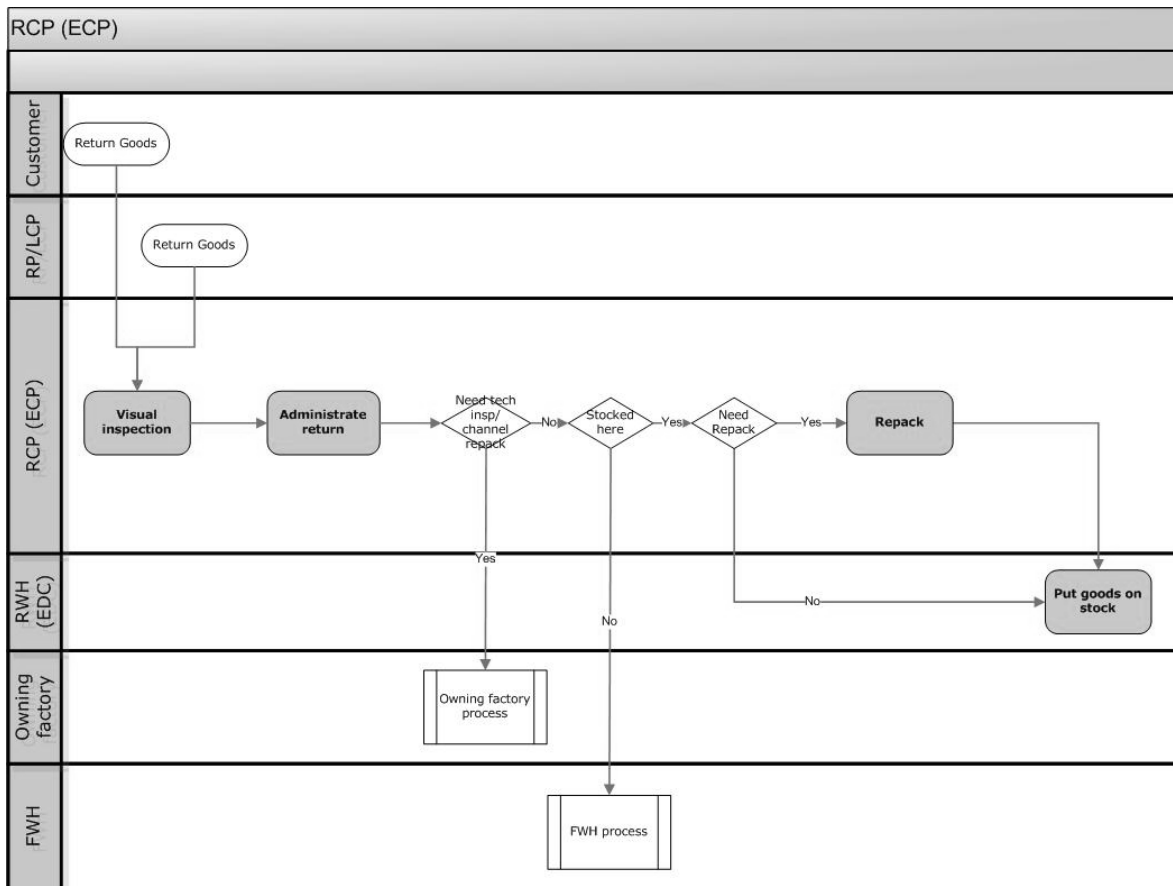 RCP (ECP)
Customer
Return Goods
RP/LCP
Return Goods
RCP (ECP)
Visual
inspection
Administrate
return
Need tech
insp/
channel
repack
No
Stocked
here
Yes
Need
Repack
Yes
Repack
Yes
RWH
(EDC)
No
Put goods on
stock
No
Owning
factory
Owning factory
process
FWH
FWH process